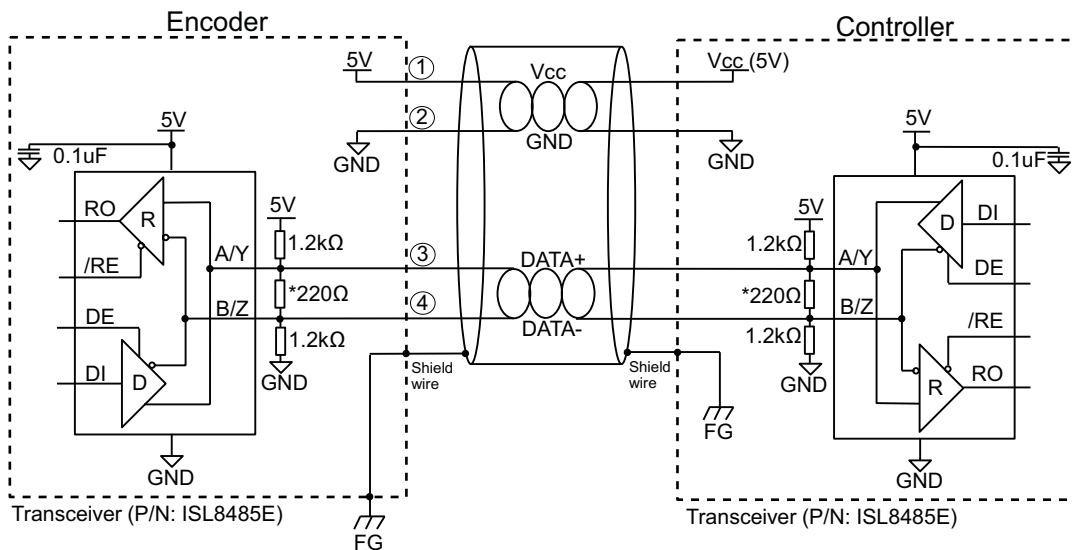 Encoder
Controller
5V
①
Vcc
Vcc (5V)
②
GND
GND
GND
5V
0.1uF
5V
0.1uF
RO
R
/RE
DE
DI
D
A/Y
B/Z
5V
1.2kΩ
*220Ω
1.2kΩ
GND
③
④
DATA+
DATA-
5V
1.2kΩ
*220Ω
1.2kΩ
GND
A/Y
B/Z
D
DI
DE
/RE
R
RO
Shield
wire
Shield
wire
GND
FG
FG
GND
Transceiver (P/N: ISL8485E)
Transceiver (P/N: ISL8485E)